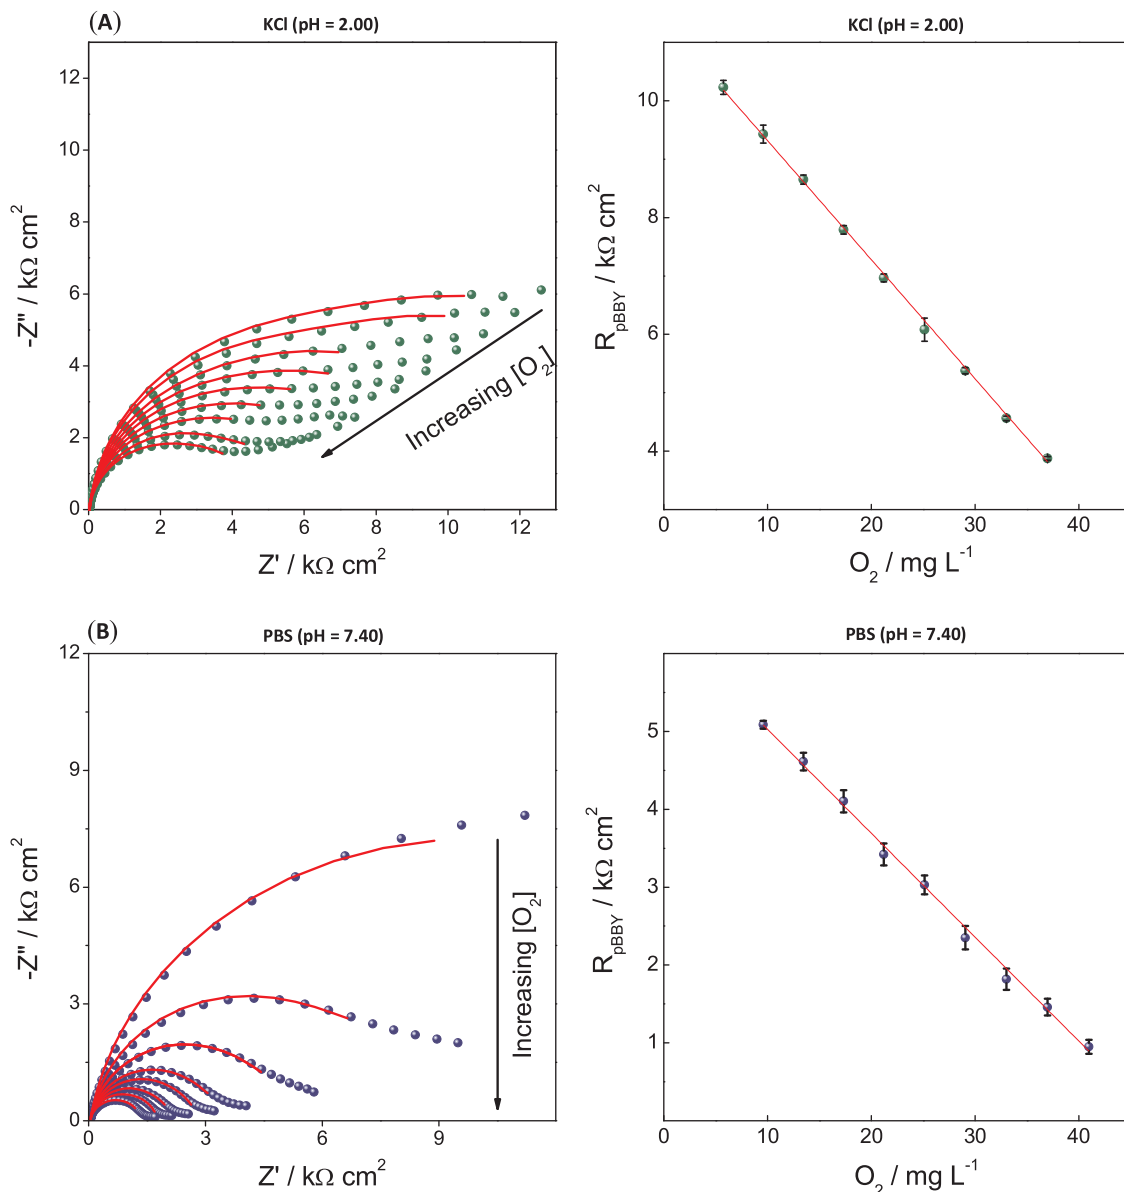 (A)
KCl (pH = 2.00)
-Z'' / kΩ cm²
12
10
8
6
4
2
0
Increasing [O₂]
0 2 4 6 8 10 12
Z' / kΩ cm²
KCl (pH = 2.00)
R_pBBY / kΩ cm²
10
8
6
4
0 10 20 30 40
O₂ / mg L⁻¹
(B)
PBS (pH = 7.40)
-Z'' / kΩ cm²
12
9
6
3
0
Increasing [O₂]
0 3 6 9
Z' / kΩ cm²
PBS (pH = 7.40)
R_pBBY / kΩ cm²
5
4
3
2
1
0 10 20 30 40
O₂ / mg L⁻¹